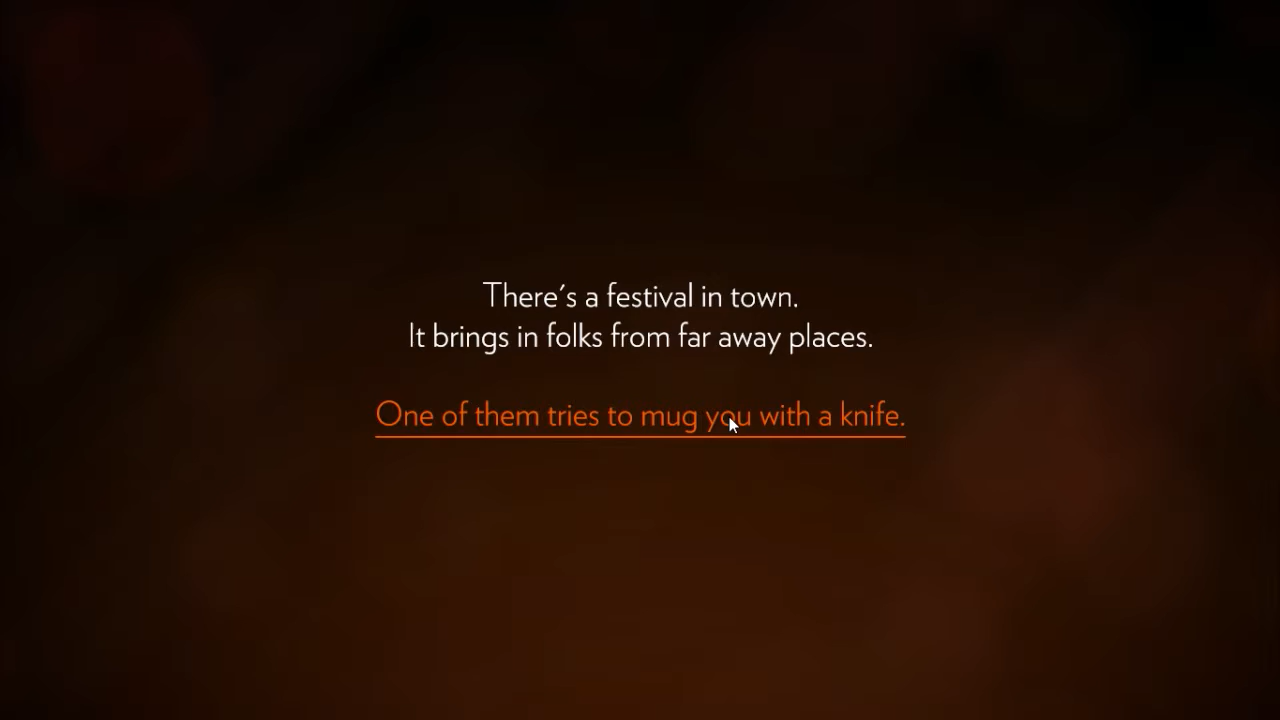 There's a festival in town.
It brings in folks from far away places.
One of them tries to mug you with a knife.